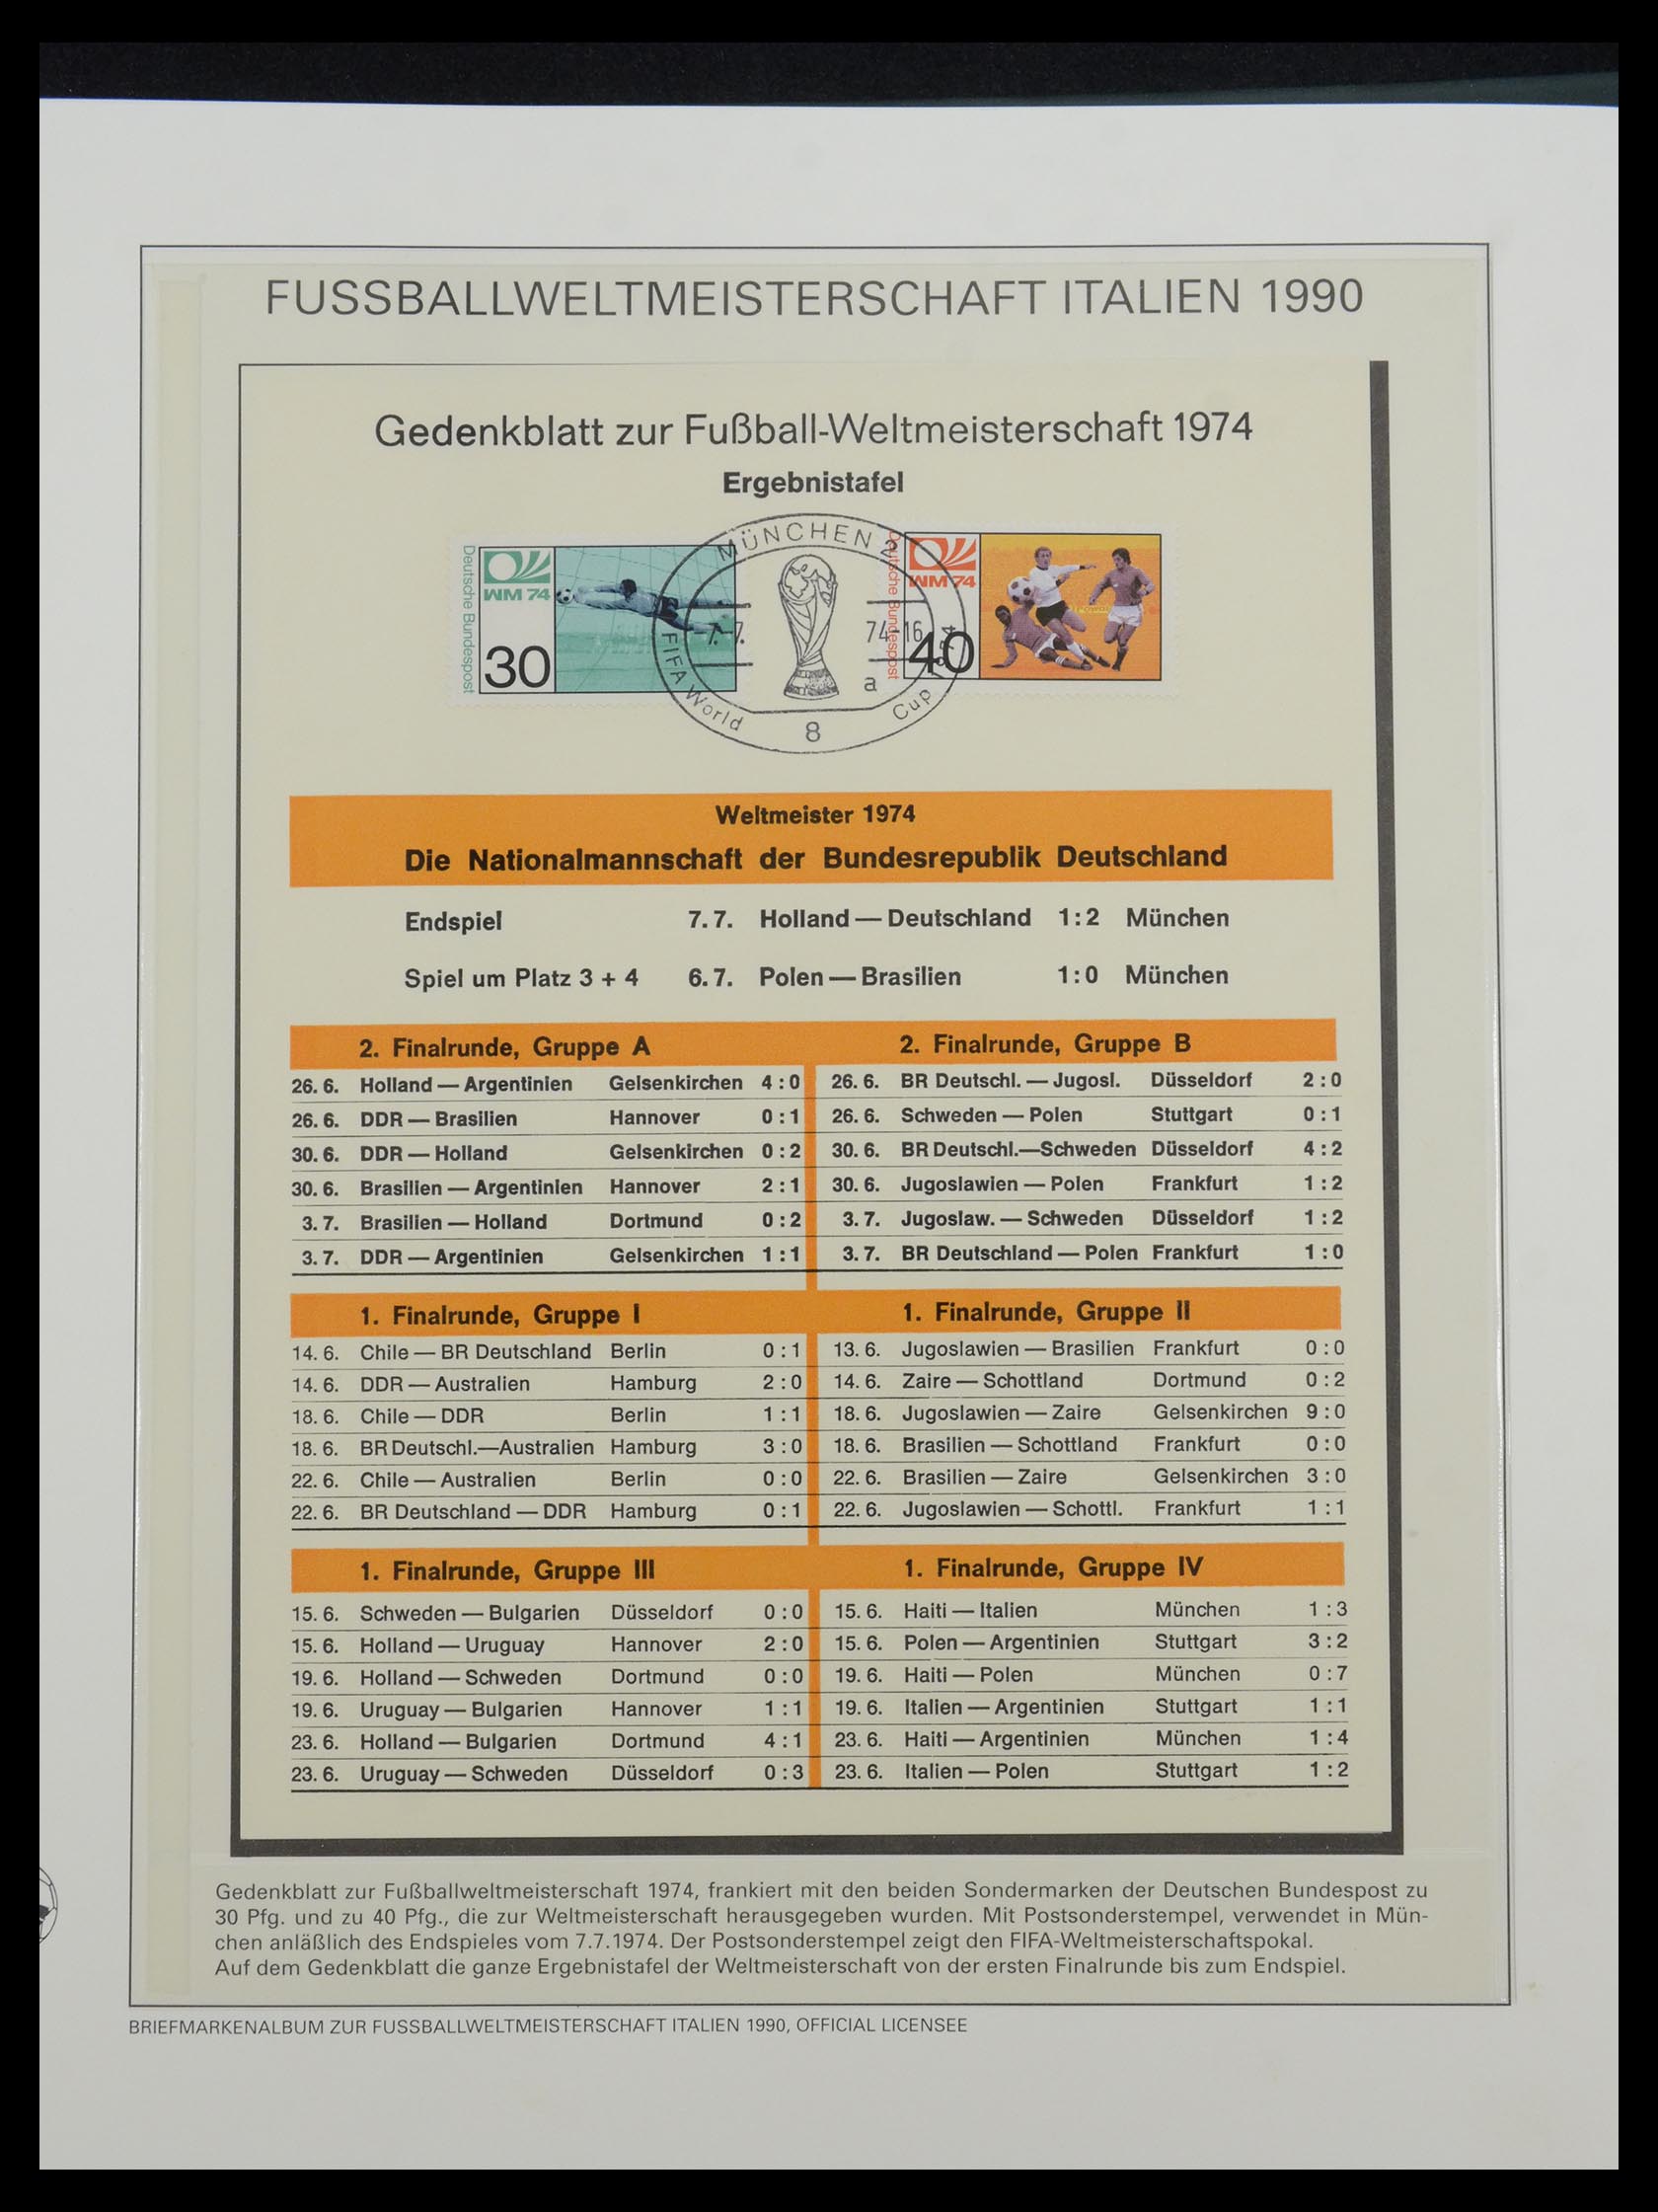 FUSSBALLWELTMEISTERSCHAFT ITALIEN 1990
Gedenkblatt zur Fußball-Weltmeisterschaft 1974
Ergebnistafel
Deutsche Bundespost
WM 74
30
MÜNCHEN 2
-7.-7.
74-16
a
8
FIFA World Cup 1974
Deutsche Bundespost
WM 74
40
Weltmeister 1974
Die Nationalmannschaft der Bundesrepublik Deutschland
Endspiel 7.7. Holland — Deutschland 1:2 München
Spiel um Platz 3 + 4 6.7. Polen — Brasilien 1:0 München
2. Finalrunde, Gruppe A
26.6. Holland — Argentinien Gelsenkirchen 4:0
26.6. DDR — Brasilien Hannover 0:1
30.6. DDR — Holland Gelsenkirchen 0:2
30.6. Brasilien — Argentinien Hannover 2:1
3.7. Brasilien — Holland Dortmund 0:2
3.7. DDR — Argentinien Gelsenkirchen 1:1
2. Finalrunde, Gruppe B
26.6. BR Deutschl. — Jugosl. Düsseldorf 2:0
26.6. Schweden — Polen Stuttgart 0:1
30.6. BR Deutschl.—Schweden Düsseldorf 4:2
30.6. Jugoslawien — Polen Frankfurt 1:2
3.7. Jugoslaw. — Schweden Düsseldorf 1:2
3.7. BR Deutschland — Polen Frankfurt 1:0
1. Finalrunde, Gruppe I
14.6. Chile — BR Deutschland Berlin 0:1
14.6. DDR — Australien Hamburg 2:0
18.6. Chile — DDR Berlin 1:1
18.6. BR Deutschl.—Australien Hamburg 3:0
22.6. Chile — Australien Berlin 0:0
22.6. BR Deutschland — DDR Hamburg 0:1
1. Finalrunde, Gruppe II
13.6. Jugoslawien — Brasilien Frankfurt 0:0
14.6. Zaire — Schottland Dortmund 0:2
18.6. Jugoslawien — Zaire Gelsenkirchen 9:0
18.6. Brasilien — Schottland Frankfurt 0:0
22.6. Brasilien — Zaire Gelsenkirchen 3:0
22.6. Jugoslawien — Schottl. Frankfurt 1:1
1. Finalrunde, Gruppe III
15.6. Schweden — Bulgarien Düsseldorf 0:0
15.6. Holland — Uruguay Hannover 2:0
19.6. Holland — Schweden Dortmund 0:0
19.6. Uruguay — Bulgarien Hannover 1:1
23.6. Holland — Bulgarien Dortmund 4:1
23.6. Uruguay — Schweden Düsseldorf 0:3
1. Finalrunde, Gruppe IV
15.6. Haiti — Italien München 1:3
15.6. Polen — Argentinien Stuttgart 3:2
19.6. Haiti — Polen München 0:7
19.6. Italien — Argentinien Stuttgart 1:1
23.6. Haiti — Argentinien München 1:4
23.6. Italien — Polen Stuttgart 1:2
Gedenkblatt zur Fußballweltmeisterschaft 1974, frankiert mit den beiden Sondermarken der Deutschen Bundespost zu
30 Pfg. und zu 40 Pfg., die zur Weltmeisterschaft herausgegeben wurden. Mit Postsonderstempel, verwendet in Mün-
chen anläßlich des Endspieles vom 7.7.1974. Der Postsonderstempel zeigt den FIFA-Weltmeisterschaftspokal.
Auf dem Gedenkblatt die ganze Ergebnistafel der Weltmeisterschaft von der ersten Finalrunde bis zum Endspiel.
BRIEFMARKENALBUM ZUR FUSSBALLWELTMEISTERSCHAFT ITALIEN 1990, OFFICIAL LICENSEE